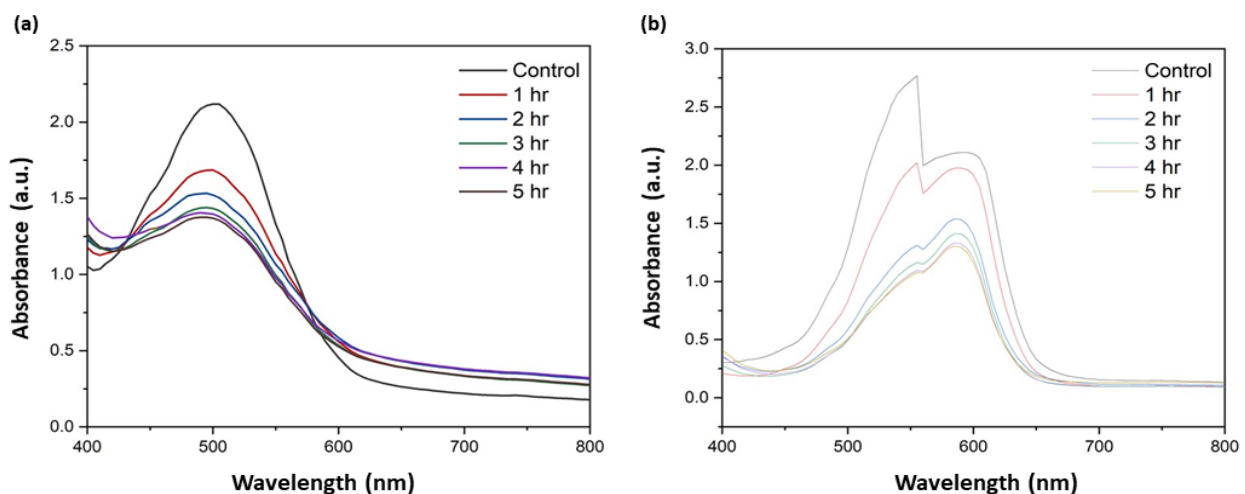 (a)
2.5
2.0
1.5
1.0
0.5
0.0
400
500
600
700
800
Absorbance (a.u.)
Wavelength (nm)
Control
1 hr
2 hr
3 hr
4 hr
5 hr
(b)
3.0
2.5
2.0
1.5
1.0
0.5
0.0
400
500
600
700
800
Absorbance (a.u.)
Wavelength (nm)
Control
1 hr
2 hr
3 hr
4 hr
5 hr